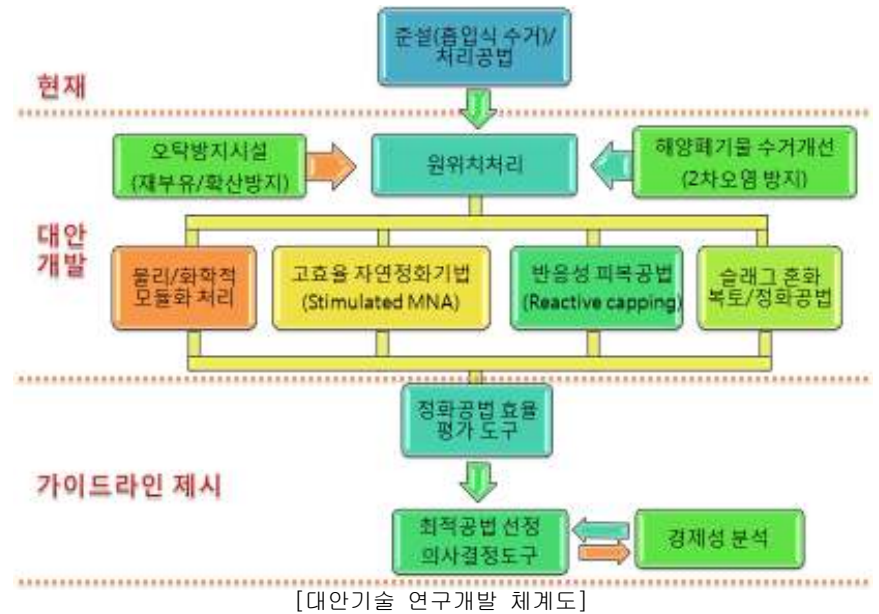 준설(흡입식 수거)/
처리공법
현재
오탁방지시설
(재부유/확산방지)
원위치처리
해양폐기물 수거개선
(2차오염 방지)
대안
개발
물리/화학적
모듈화 처리
고효율 자연정화기법
(Stimulated MNA)
반응성 피복공법
(Reactive capping)
슬래그 혼화
복토/정화공법
정화공법 효율
평가 도구
가이드라인 제시
최적공법 선정
의사결정도구
경제성 분석
[대안기술 연구개발 체계도]